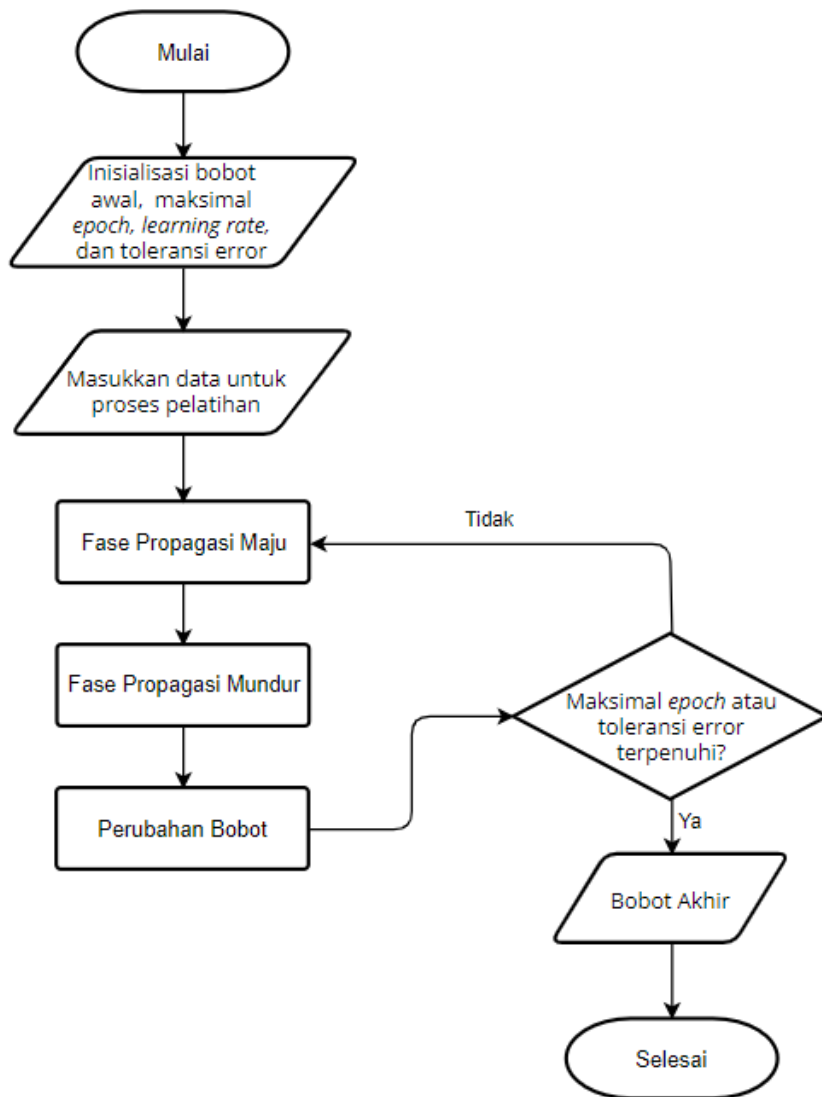 Mulai
Inisialisasi bobot
awal, maksimal
epoch, learning rate,
dan toleransi error
Masukkan data untuk
proses pelatihan
Fase Propagasi Maju
Tidak
Fase Propagasi Mundur
Maksimal epoch atau
toleransi error
terpenuhi?
Perubahan Bobot
Ya
Bobot Akhir
Selesai